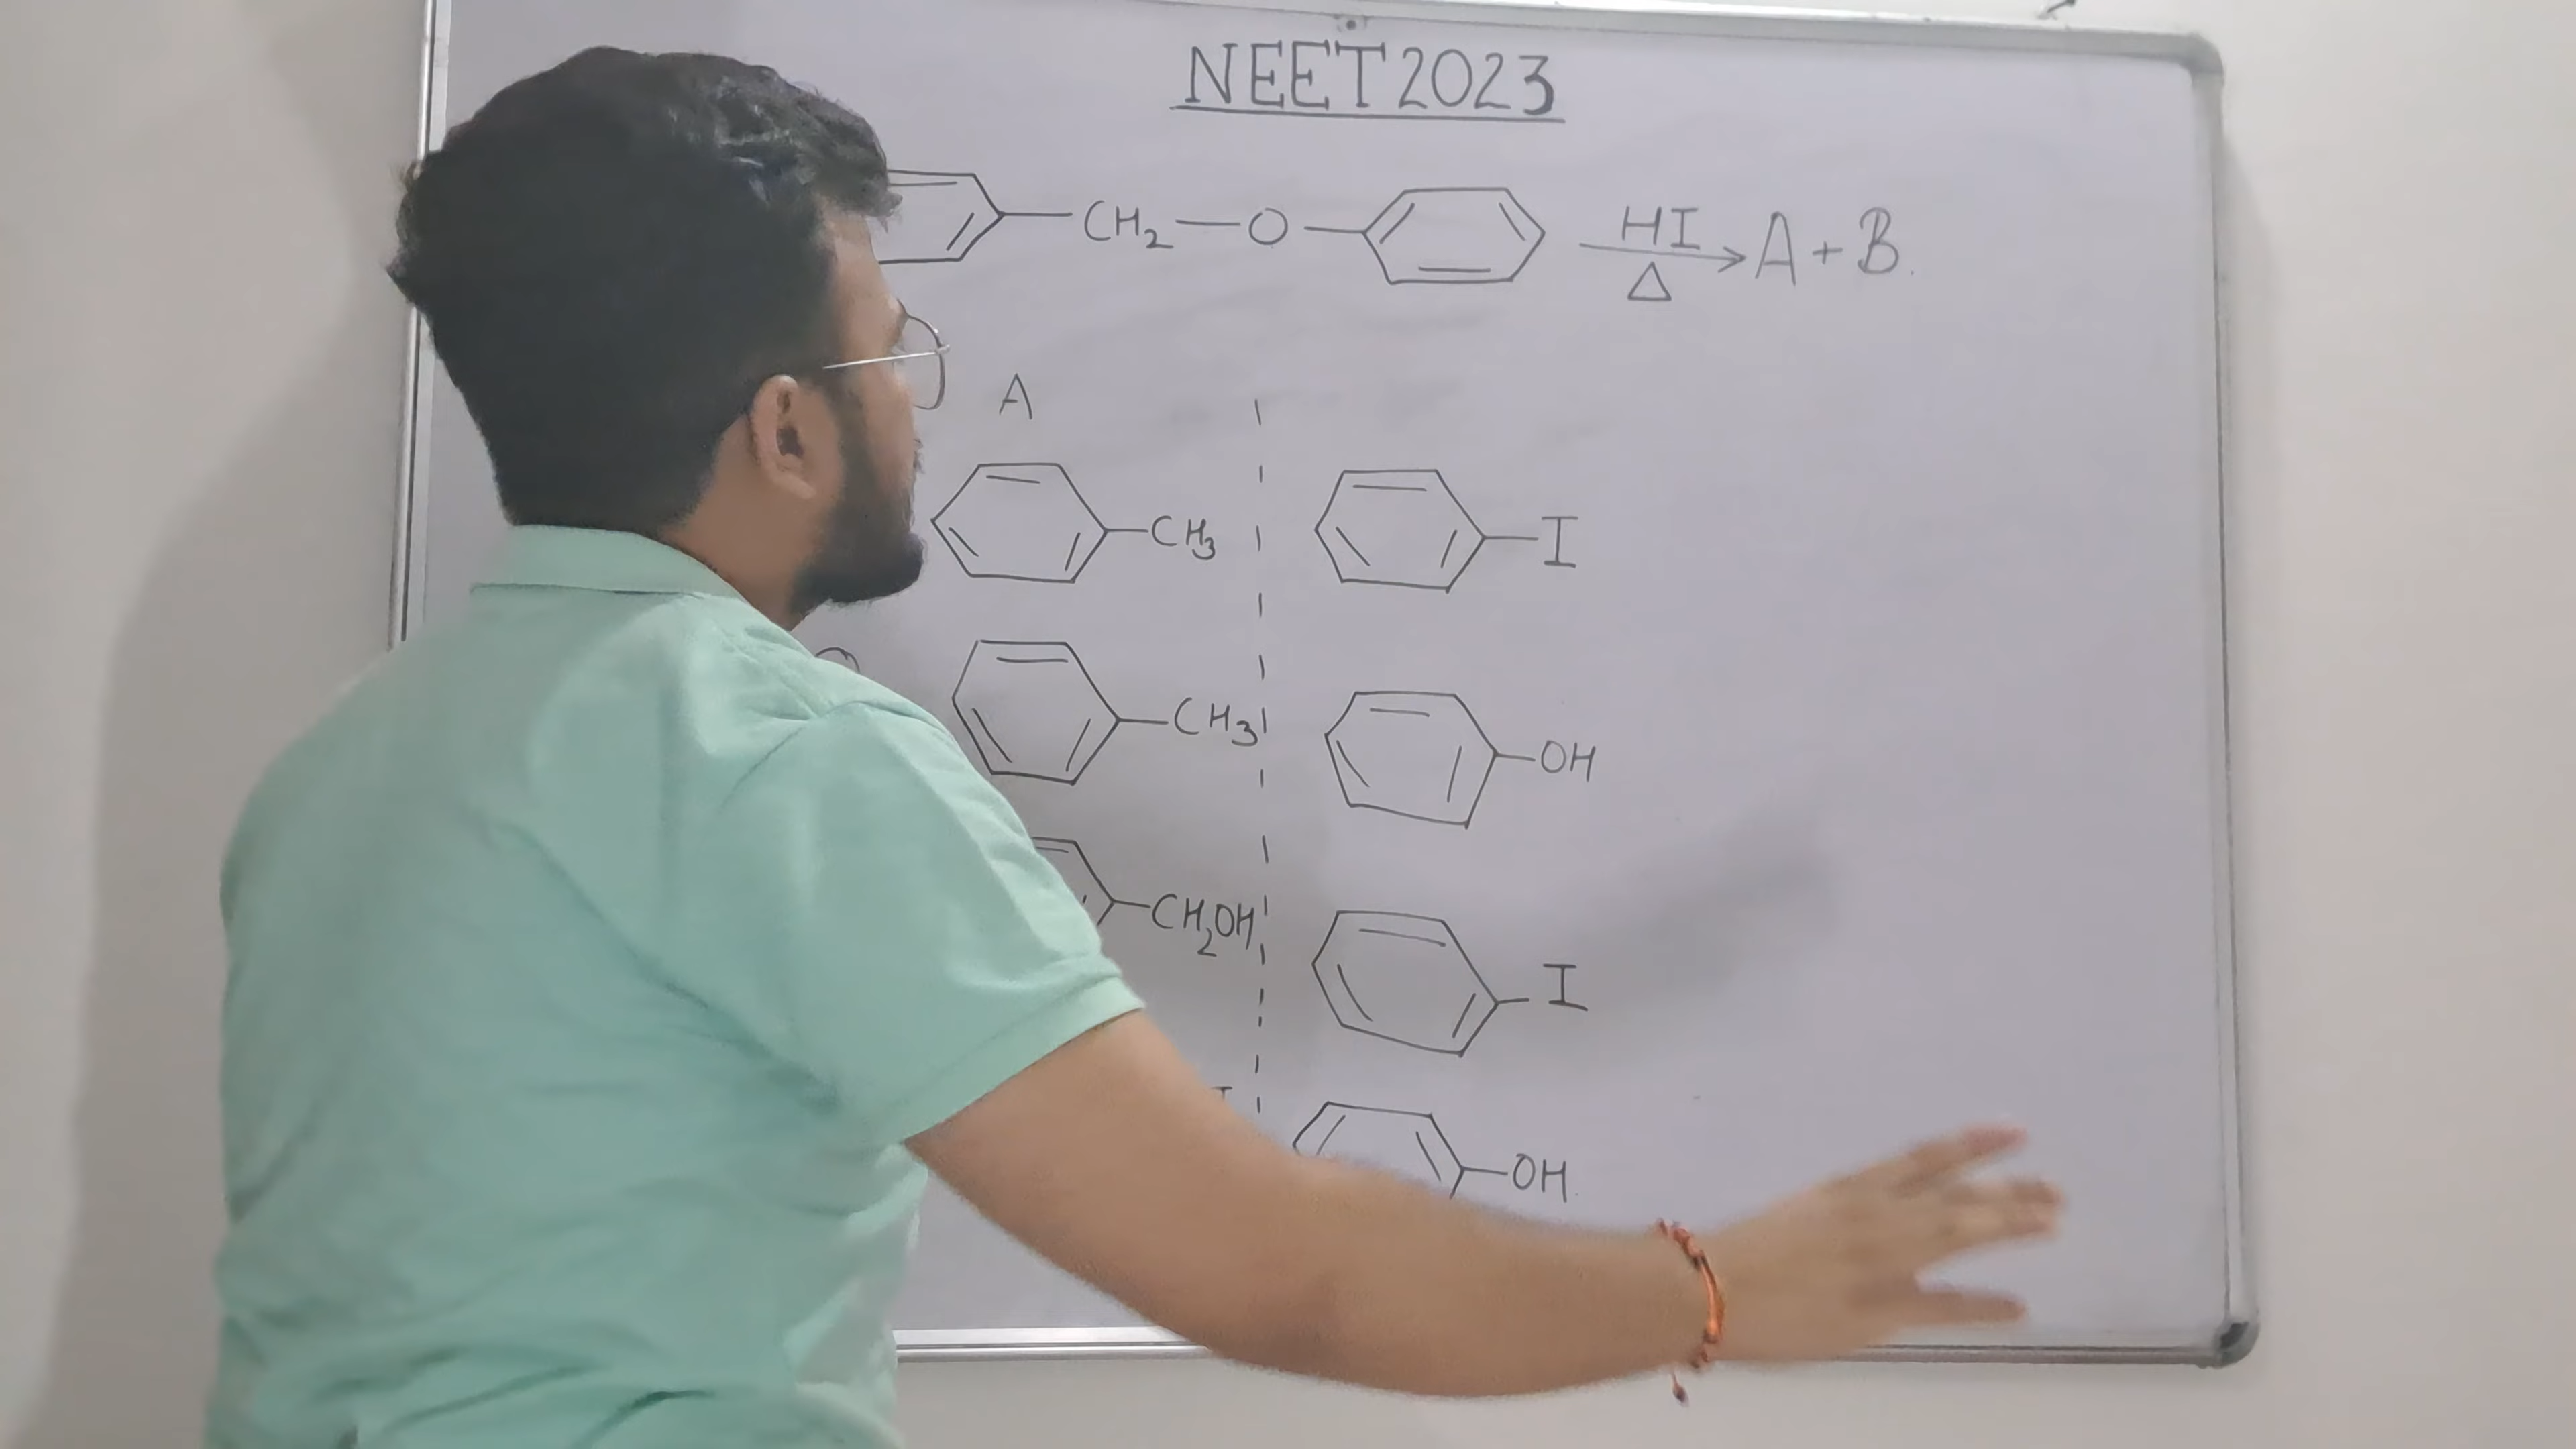 NEET 2023
CH2 — O — HI Δ → A + B.
A
CH3 I
CH3 OH
CH2OH I
OH